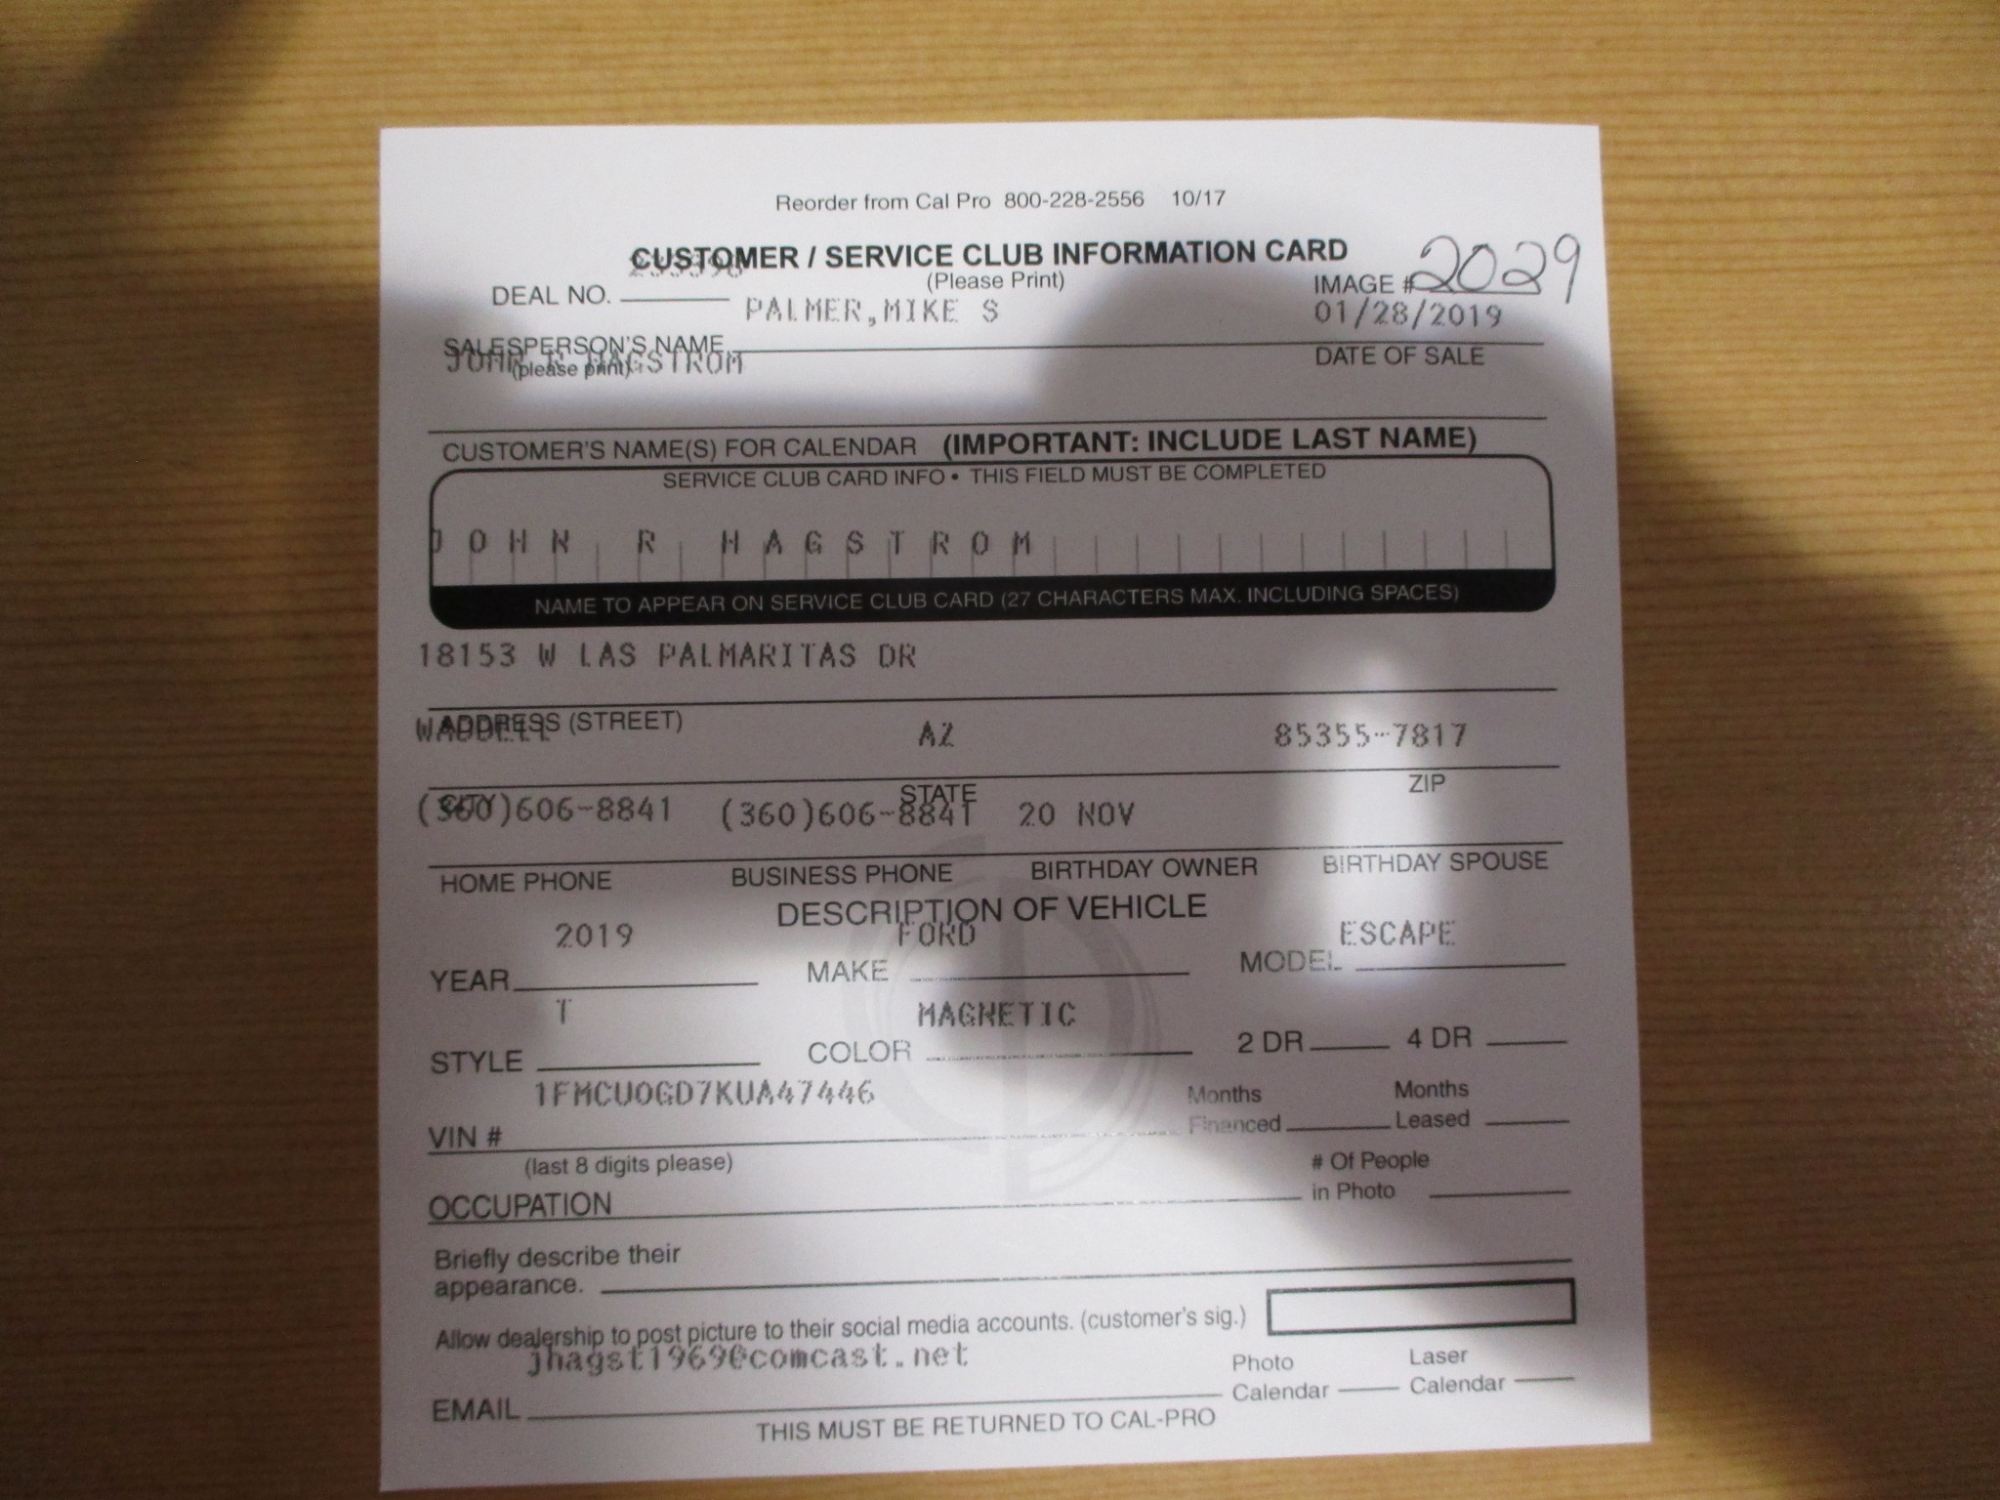 Reorder from Cal Pro 800-228-2556 10/17
CUSTOMER / SERVICE CLUB INFORMATION CARD
(Please Print)
DEAL NO.
IMAGE # 2029
PALMER,MIKE S
01/28/2019
SALESPERSON'S NAME
(please print)
DATE OF SALE
JOHN R HAGSTROM
CUSTOMER'S NAME(S) FOR CALENDAR (IMPORTANT: INCLUDE LAST NAME)
SERVICE CLUB CARD INFO • THIS FIELD MUST BE COMPLETED
JOHN R HAGSTROM
NAME TO APPEAR ON SERVICE CLUB CARD (27 CHARACTERS MAX. INCLUDING SPACES)
18153 W LAS PALMARITAS DR
ADDRESS (STREET)
WADDELL AZ 85355-7817
CITY STATE ZIP
(360)606-8841 (360)606-8841 20 NOV
HOME PHONE BUSINESS PHONE BIRTHDAY OWNER BIRTHDAY SPOUSE
DESCRIPTION OF VEHICLE
2019 FORD ESCAPE
YEAR MAKE MODEL
T MAGNETIC
STYLE COLOR 2 DR 4 DR
1FMCU0GD7KUA47446
Months Financed Months Leased
VIN #
(last 8 digits please)
# Of People in Photo
OCCUPATION
Briefly describe their
appearance.
Allow dealership to post picture to their social media accounts. (customer's sig.)
jhagst1969@comcast.net
Photo Calendar Laser Calendar
EMAIL
THIS MUST BE RETURNED TO CAL-PRO